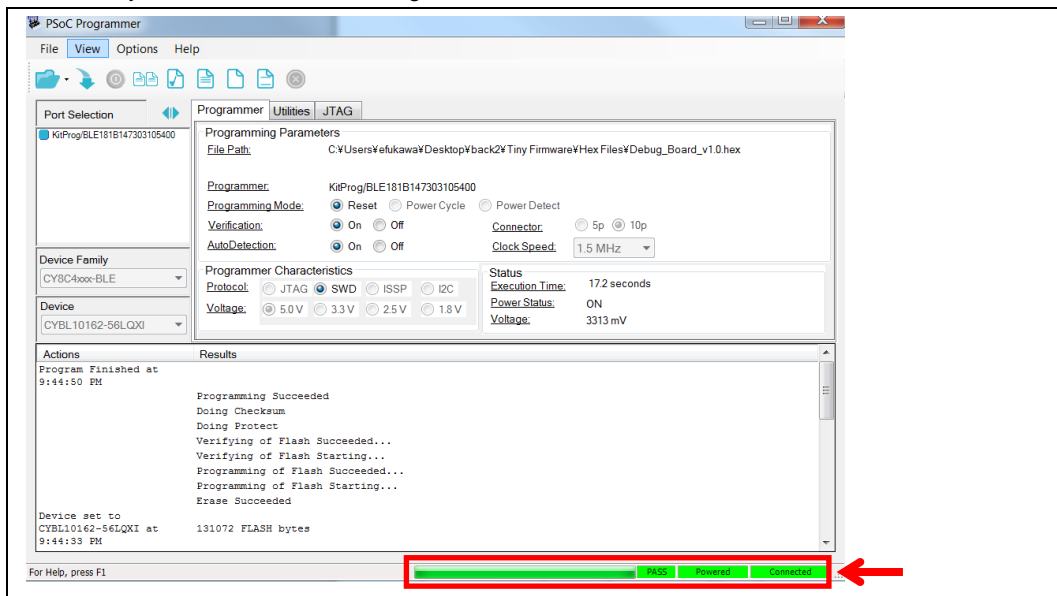 PSoC Programmer
File View Options Help
Port Selection
KitProg/BLE181B147303105400
Device Family
CY8C4xxx-BLE
Device
CYBL10162-56LQXI
Programmer Utilities JTAG
Programming Parameters
File Path: C:¥Users¥efukawa¥Desktop¥back2¥Tiny Firmware¥Hex Files¥Debug_Board_v1.0.hex
Programmer: KitProg/BLE181B147303105400
Programming Mode: Reset Power Cycle Power Detect
Verification: On Off Connector: 5p 10p
AutoDetection: On Off Clock Speed: 1.5 MHz
Programmer Characteristics
Protocol: JTAG SWD ISSP I2C
Voltage: 5.0 V 3.3 V 2.5 V 1.8 V
Status
Execution Time: 17.2 seconds
Power Status: ON
Voltage: 3313 mV
Actions Results
Program Finished at
9:44:50 PM
Programming Succeeded
Doing Checksum
Doing Protect
Verifying of Flash Succeeded...
Verifying of Flash Starting...
Programming of Flash Succeeded...
Programming of Flash Starting...
Erase Succeeded
Device set to
CYBL10162-56LQXI at 131072 FLASH bytes
9:44:33 PM
For Help, press F1 PASS Powered Connected